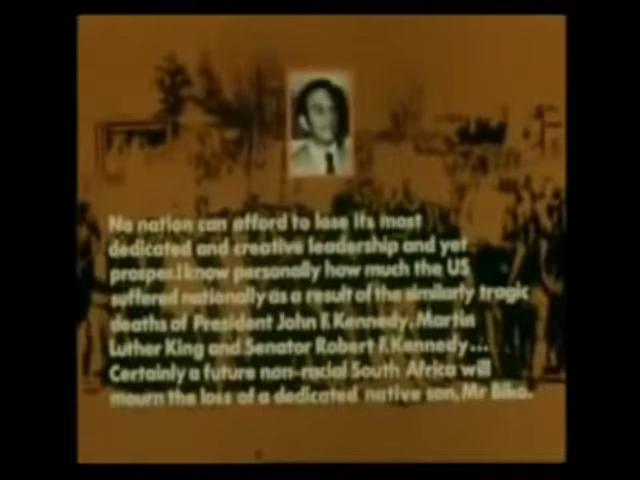 No nation can afford to lose its most
dedicated and creative leadership and yet
prosper.I know personally how much the US
suffered nationally as a result of the similarly tragic
deaths of President John F.Kennedy, Martin
Luther King and Senator Robert F.Kennedy...
Certainly a future non-racial South Africa will
mourn the loss of a dedicated native son, Mr Biko.